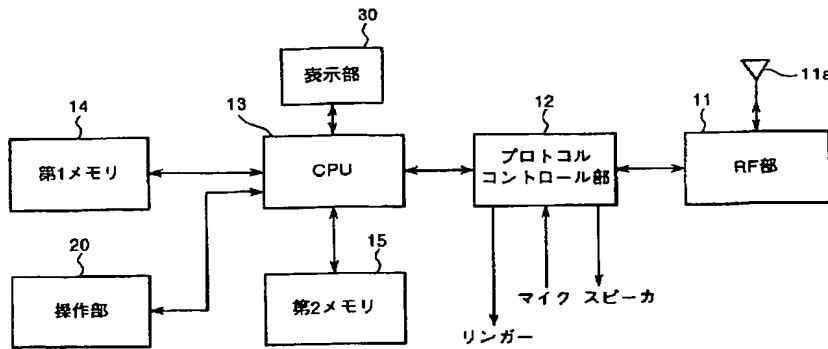 30
表示部
11a
14
13
12
11
第1メモリ
CPU
プロトコル
コントロール部
RF部
20
15
操作部
第2メモリ
マイク スピーカ
リンガー